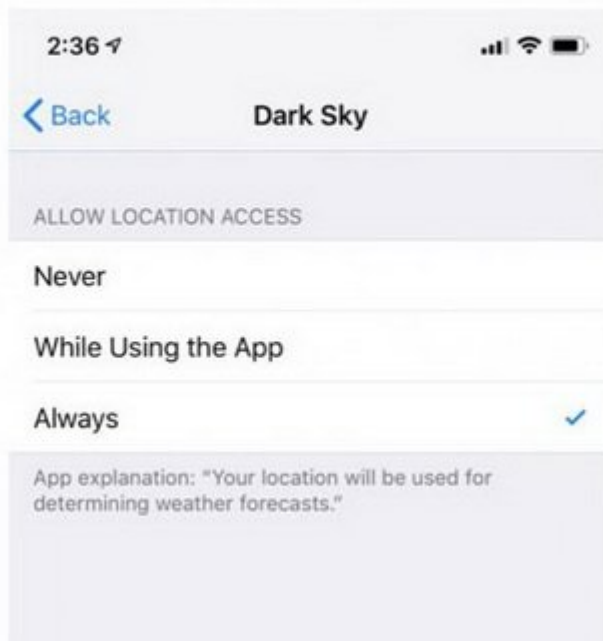 2:36
Back
Dark Sky
ALLOW LOCATION ACCESS
Never
While Using the App
Always
App explanation: "Your location will be used for
determining weather forecasts."